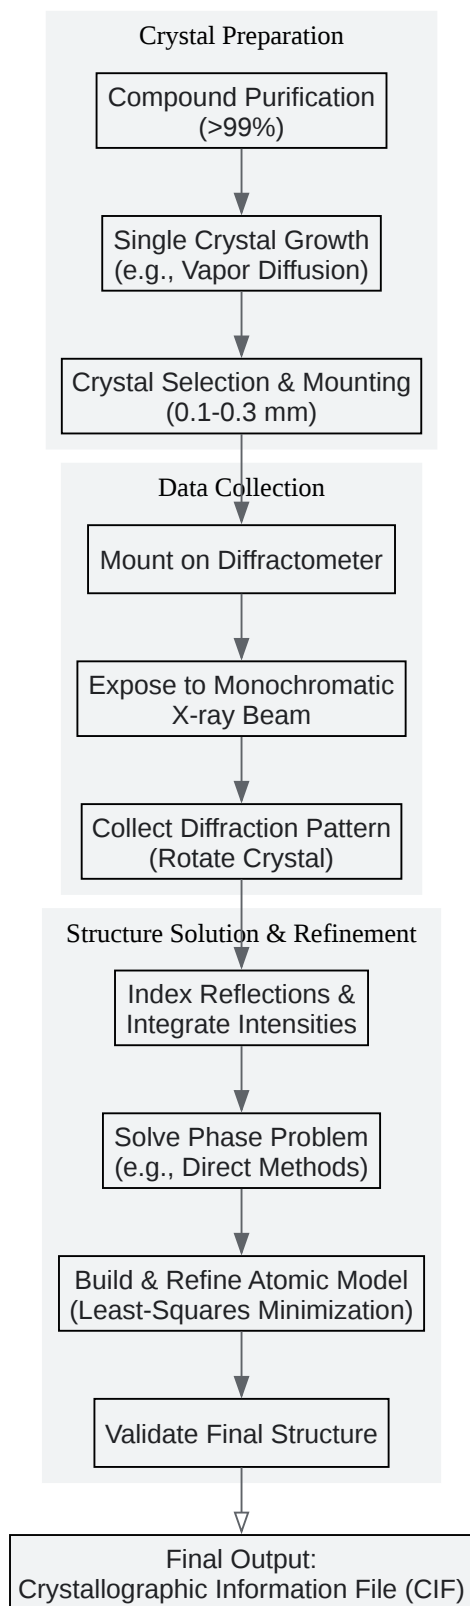 Crystal Preparation
Compound Purification
(>99%)
Single Crystal Growth
(e.g., Vapor Diffusion)
Crystal Selection & Mounting
(0.1-0.3 mm)
Data Collection
Mount on Diffractometer
Expose to Monochromatic
X-ray Beam
Collect Diffraction Pattern
(Rotate Crystal)
Structure Solution & Refinement
Index Reflections &
Integrate Intensities
Solve Phase Problem
(e.g., Direct Methods)
Build & Refine Atomic Model
(Least-Squares Minimization)
Validate Final Structure
Final Output:
Crystallographic Information File (CIF)